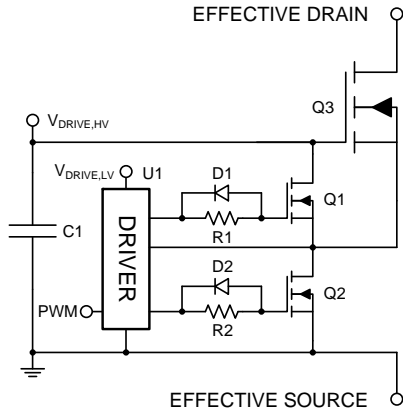 EFFECTIVE DRAIN
Q3
VDRIVE,HV
VDRIVE,LV
U1
D1
Q1
R1
C1
DRIVER
D2
Q2
PWM
R2
EFFECTIVE SOURCE